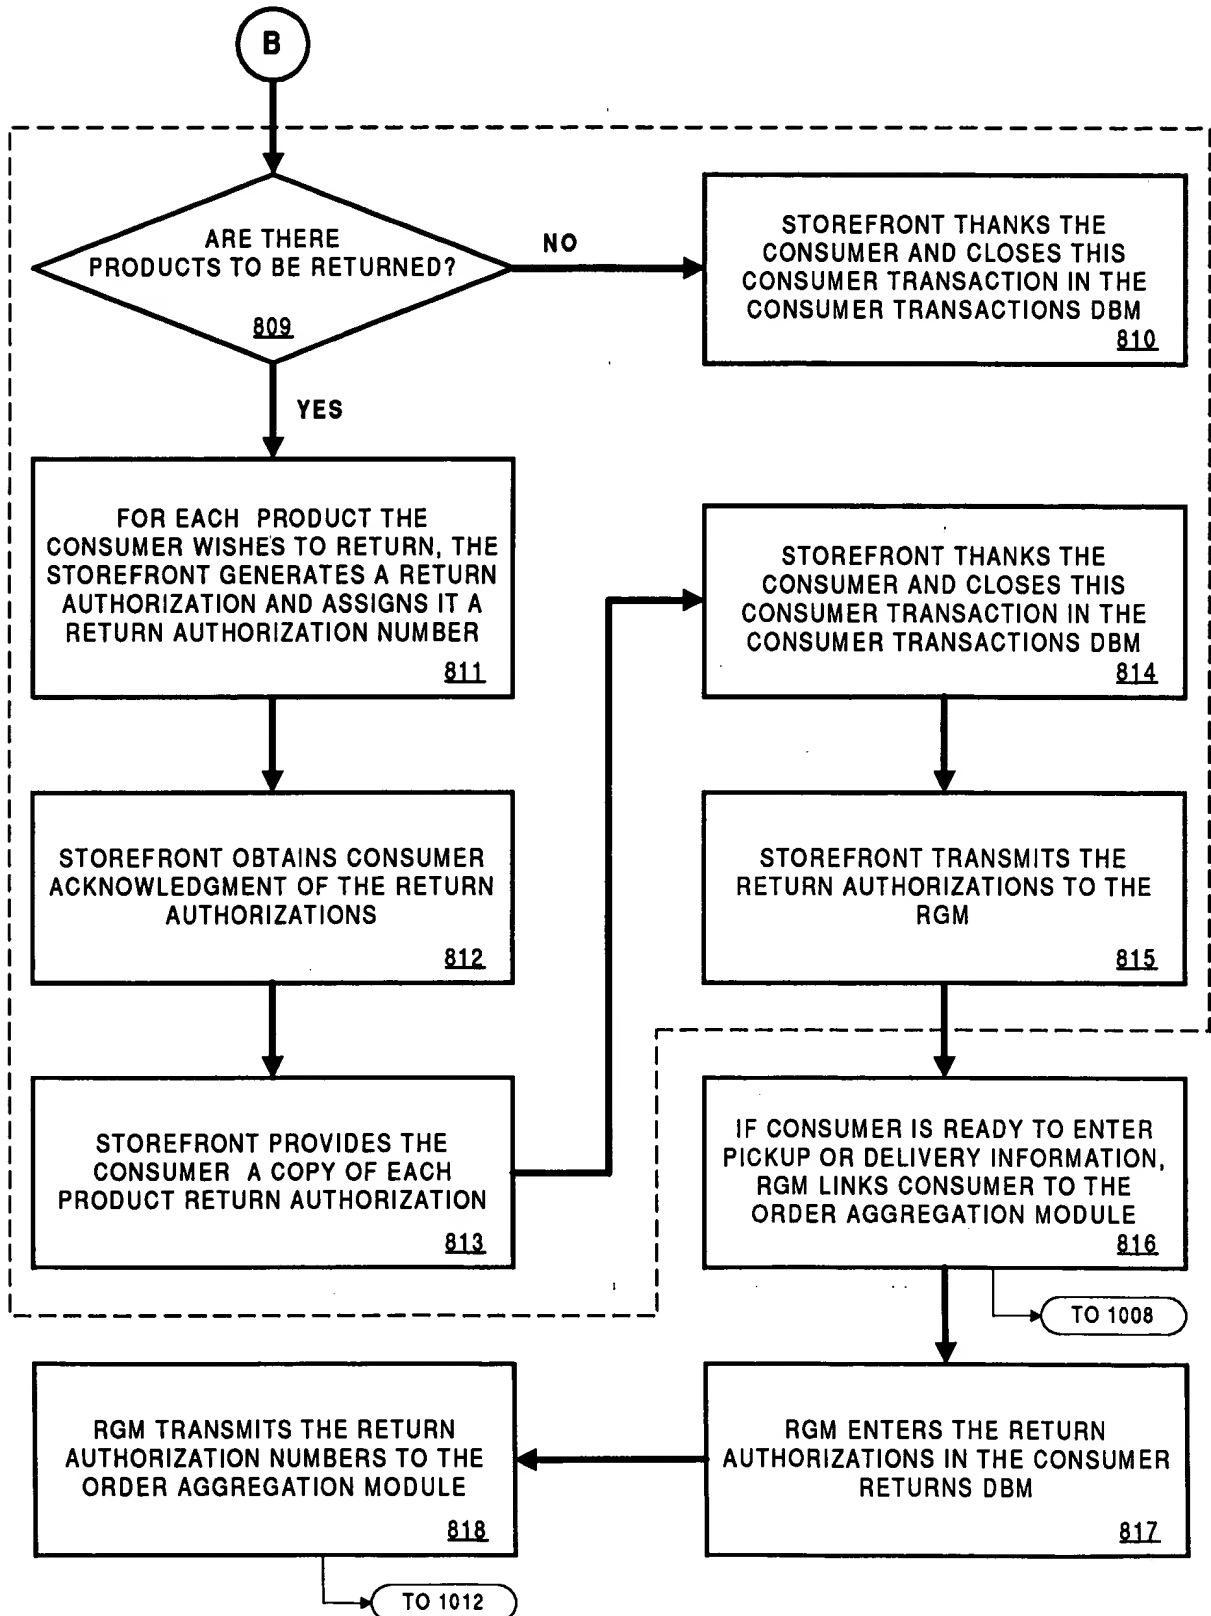 B
ARE THERE
PRODUCTS TO BE RETURNED?
809
NO
STOREFRONT THANKS THE
CONSUMER AND CLOSES THIS
CONSUMER TRANSACTION IN THE
CONSUMER TRANSACTIONS DBM
810
YES
FOR EACH PRODUCT THE
CONSUMER WISHES TO RETURN, THE
STOREFRONT GENERATES A RETURN
AUTHORIZATION AND ASSIGNS IT A
RETURN AUTHORIZATION NUMBER
811
STOREFRONT OBTAINS CONSUMER
ACKNOWLEDGMENT OF THE RETURN
AUTHORIZATIONS
812
STOREFRONT PROVIDES THE
CONSUMER A COPY OF EACH
PRODUCT RETURN AUTHORIZATION
813
STOREFRONT THANKS THE
CONSUMER AND CLOSES THIS
CONSUMER TRANSACTION IN THE
CONSUMER TRANSACTIONS DBM
814
STOREFRONT TRANSMITS THE
RETURN AUTHORIZATIONS TO THE
RGM
815
IF CONSUMER IS READY TO ENTER
PICKUP OR DELIVERY INFORMATION,
RGM LINKS CONSUMER TO THE
ORDER AGGREGATION MODULE
816
TO 1008
RGM ENTERS THE RETURN
AUTHORIZATIONS IN THE CONSUMER
RETURNS DBM
817
RGM TRANSMITS THE RETURN
AUTHORIZATION NUMBERS TO THE
ORDER AGGREGATION MODULE
818
TO 1012